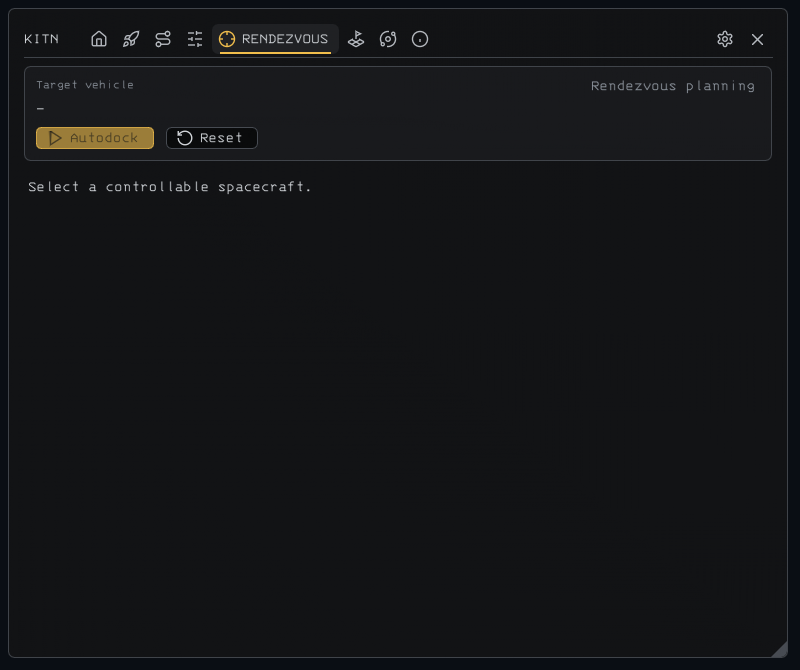 KITN RENDEZVOUS
Target vehicle
Rendezvous planning
–
Autodock Reset
Select a controllable spacecraft.